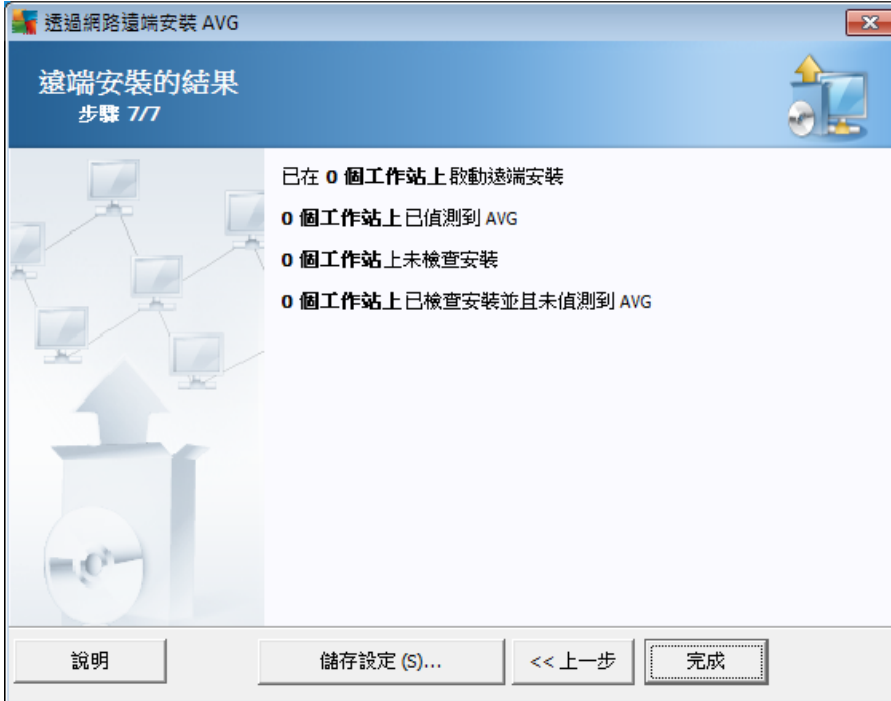 透過網路遠端安裝 AVG
遠端安裝的結果
步驟 7/7
已在 0 個工作站上啟動遠端安裝
0 個工作站上已偵測到 AVG
0 個工作站上未檢查安裝
0 個工作站上已檢查安裝並且未偵測到 AVG
說明
儲存設定 (S)...
<< 上一步
完成